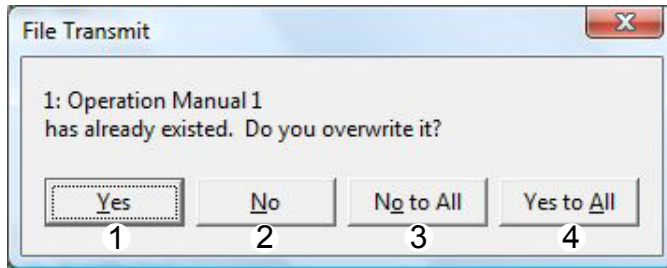 File Transmit
1: Operation Manual 1
has already existed.  Do you overwrite it?
Yes No No to All Yes to All
1 2 3 4